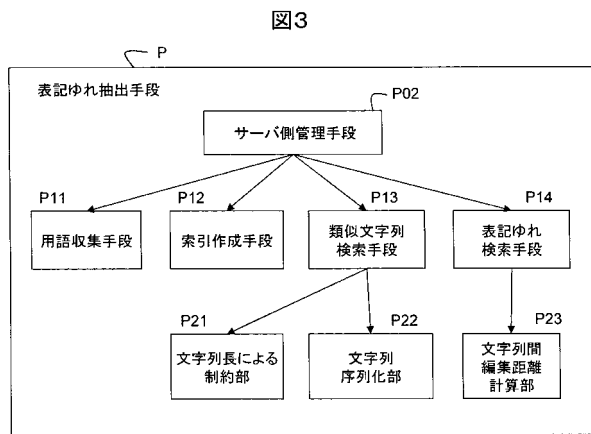 図3
P
表記ゆれ抽出手段
P02
サーバ側管理手段
P11
P12
P13
P14
用語収集手段
索引作成手段
類似文字列
検索手段
表記ゆれ
検索手段
P21
P22
P23
文字列長による
制約部
文字列
序列化部
文字列間
編集距離
計算部